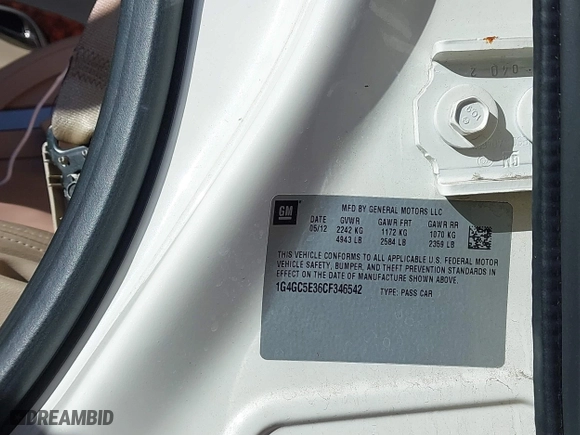 GM MFD BY GENERAL MOTORS LLC
DATE GVWR GAWR FRT GAWR RR
05/12 2242 KG 1172 KG 1070 KG
4943 LB 2584 LB 2359 LB
THIS VEHICLE CONFORMS TO ALL APPLICABLE U.S. FEDERAL MOTOR
VEHICLE SAFETY, BUMPER, AND THEFT PREVENTION STANDARDS
IN EFFECT ON THE DATE OF MANUFACTURE SHOWN ABOVE.
1G4GC5E36CF346542 TYPE: PASS CAR
DREAMBID